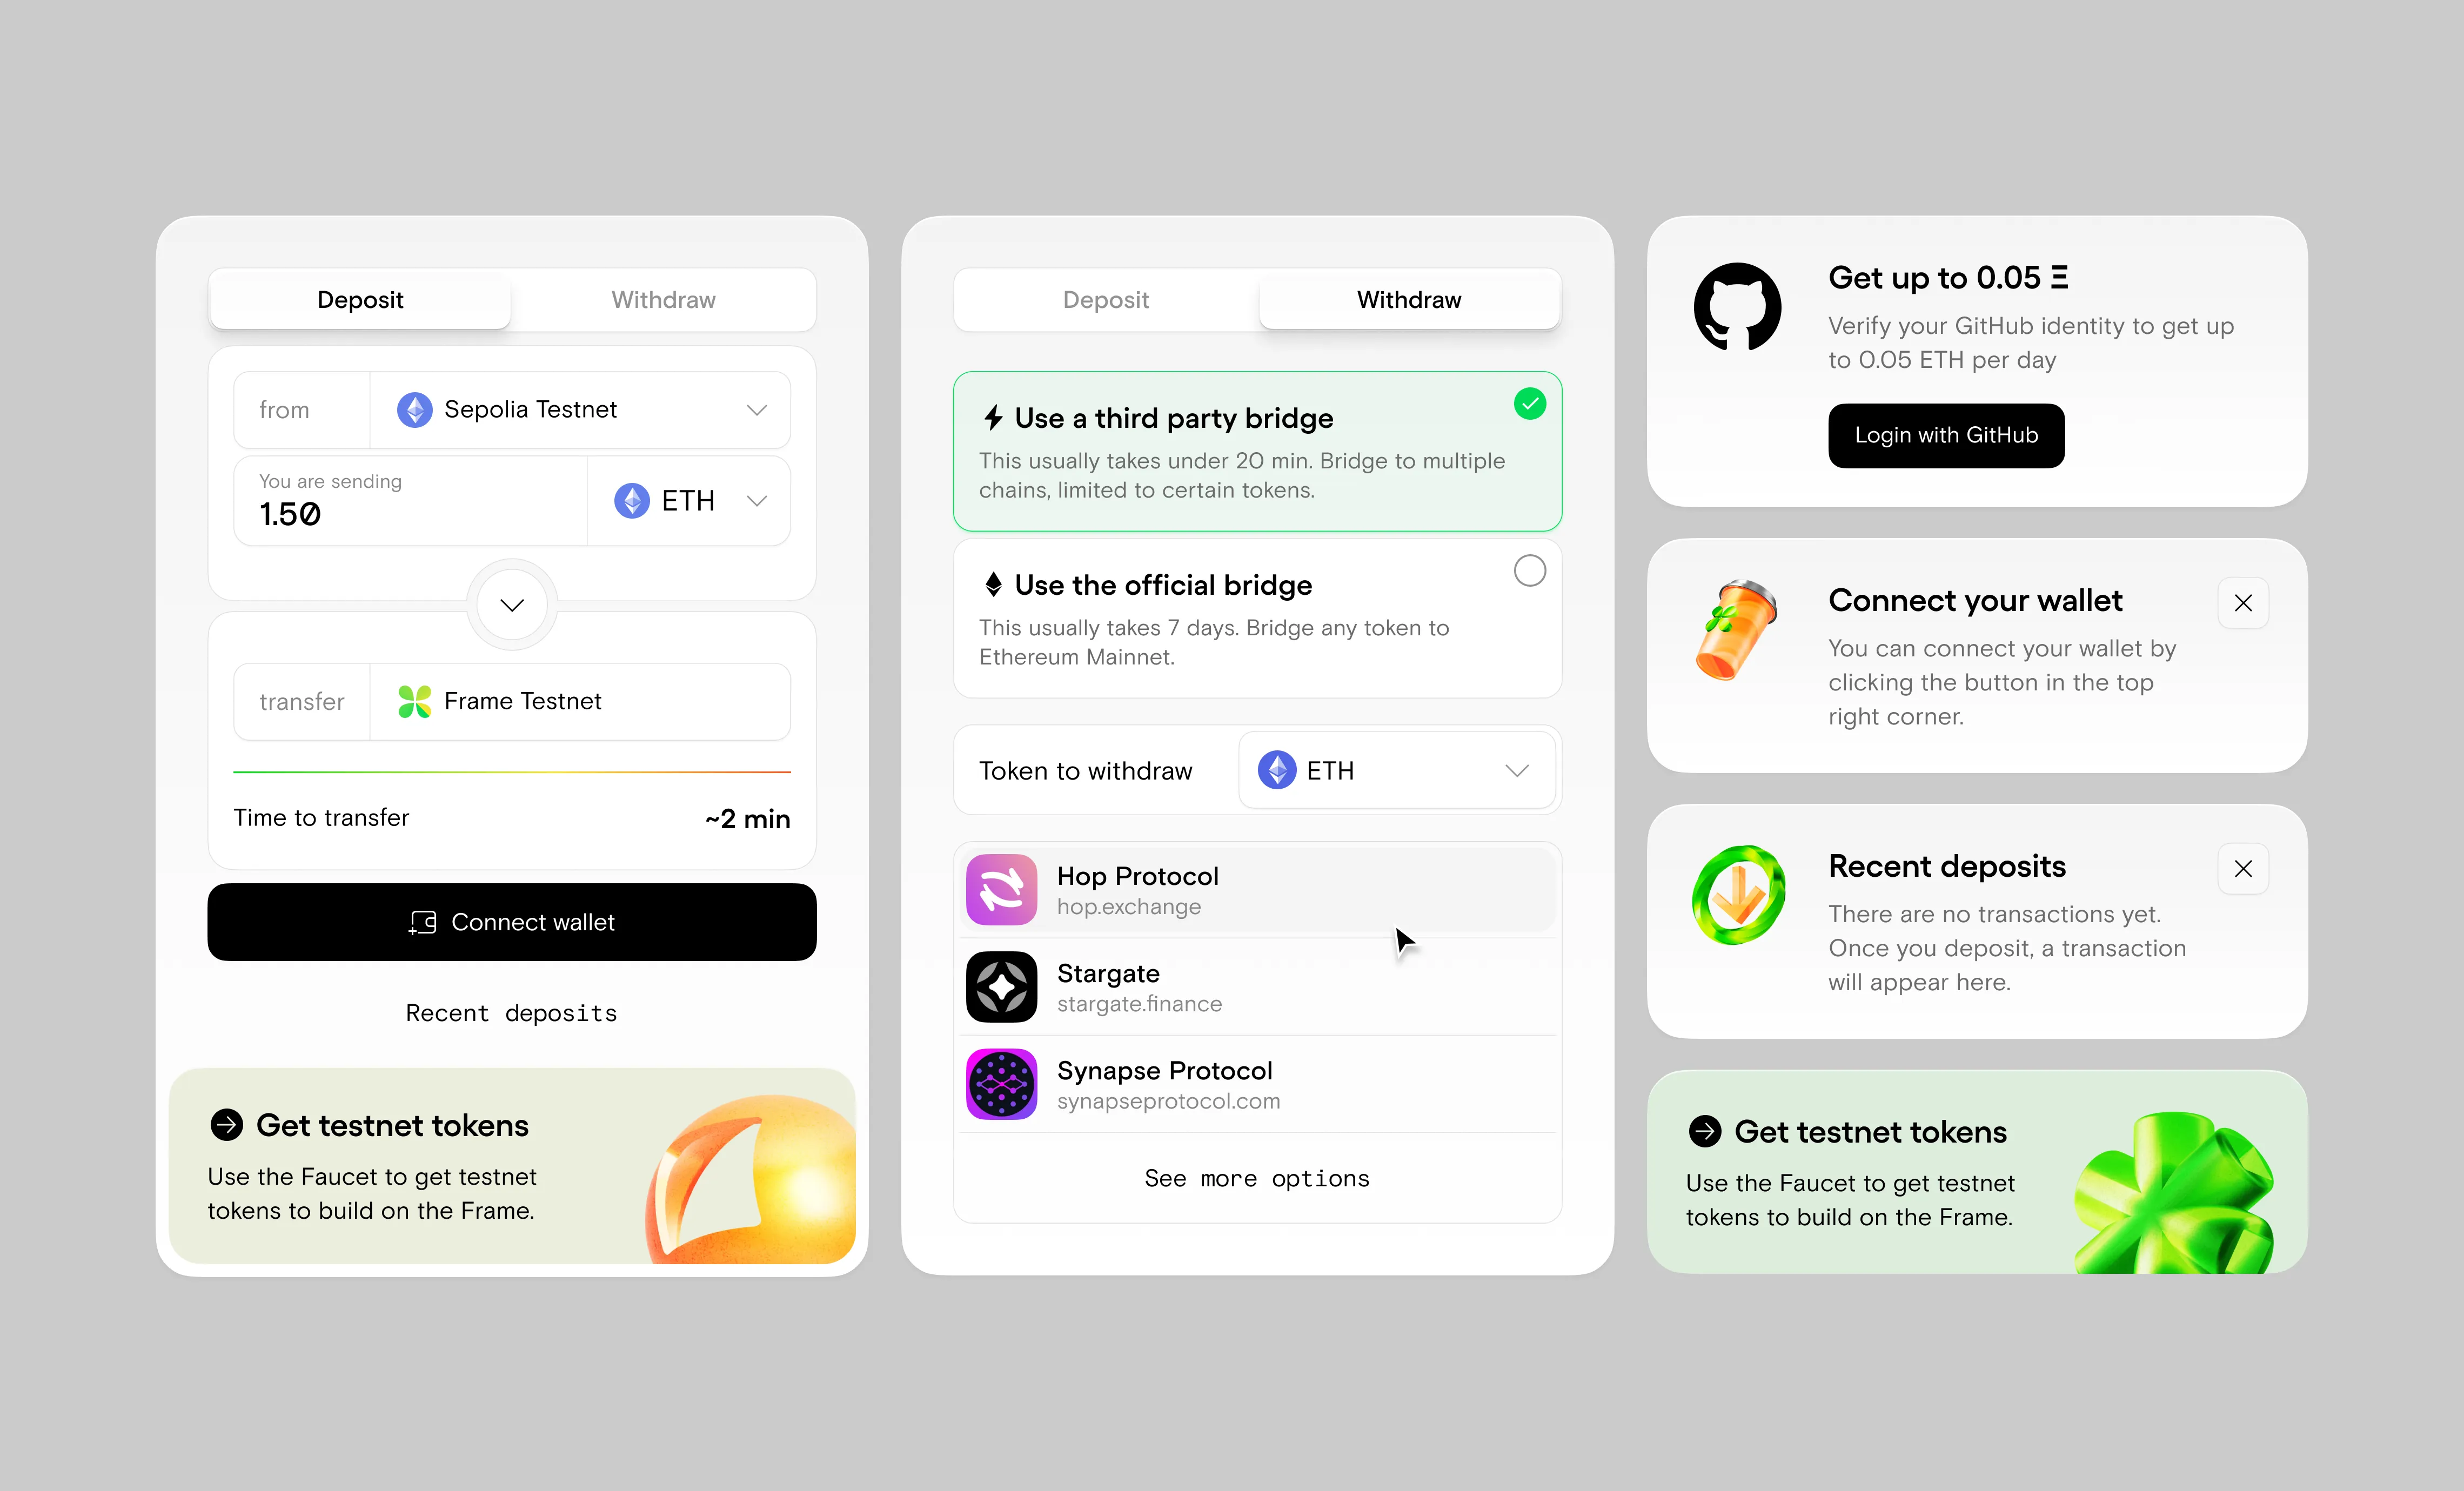 Deposit
Withdraw
from
Sepolia Testnet
You are sending
1.50
ETH
transfer
Frame Testnet
Time to transfer
~2 min
Connect wallet
Recent deposits
Get testnet tokens
Use the Faucet to get testnet
tokens to build on the Frame.
Deposit
Withdraw
Use a third party bridge
This usually takes under 20 min. Bridge to multiple
chains, limited to certain tokens.
Use the official bridge
This usually takes 7 days. Bridge any token to
Ethereum Mainnet.
Token to withdraw
ETH
Hop Protocol
hop.exchange
Stargate
stargate.finance
Synapse Protocol
synapseprotocol.com
See more options
Get up to 0.05 Ξ
Verify your GitHub identity to get up
to 0.05 ETH per day
Login with GitHub
Connect your wallet
You can connect your wallet by
clicking the button in the top
right corner.
Recent deposits
There are no transactions yet.
Once you deposit, a transaction
will appear here.
Get testnet tokens
Use the Faucet to get testnet
tokens to build on the Frame.